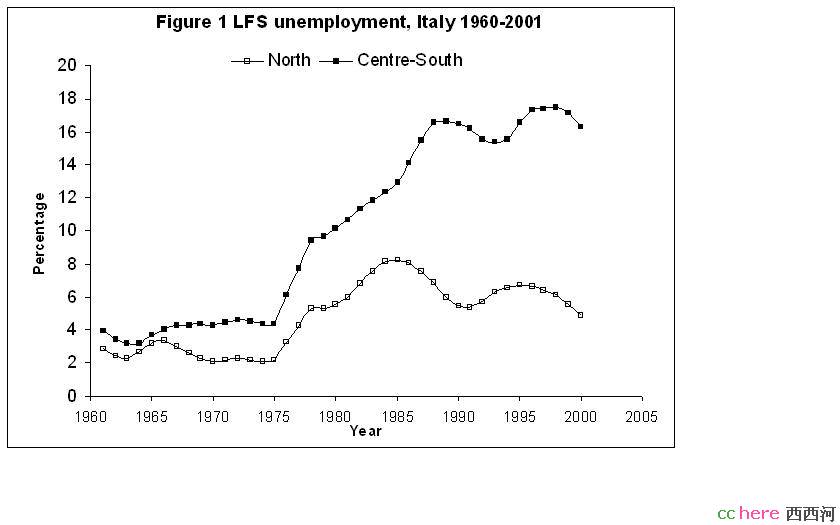 Figure 1 LFS unemployment, Italy 1960-2001
North Centre-South
20
18
16
14
12
10
8
6
4
2
0
Percentage
1960 1965 1970 1975 1980 1985 1990 1995 2000 2005
Year
cchere 西西河